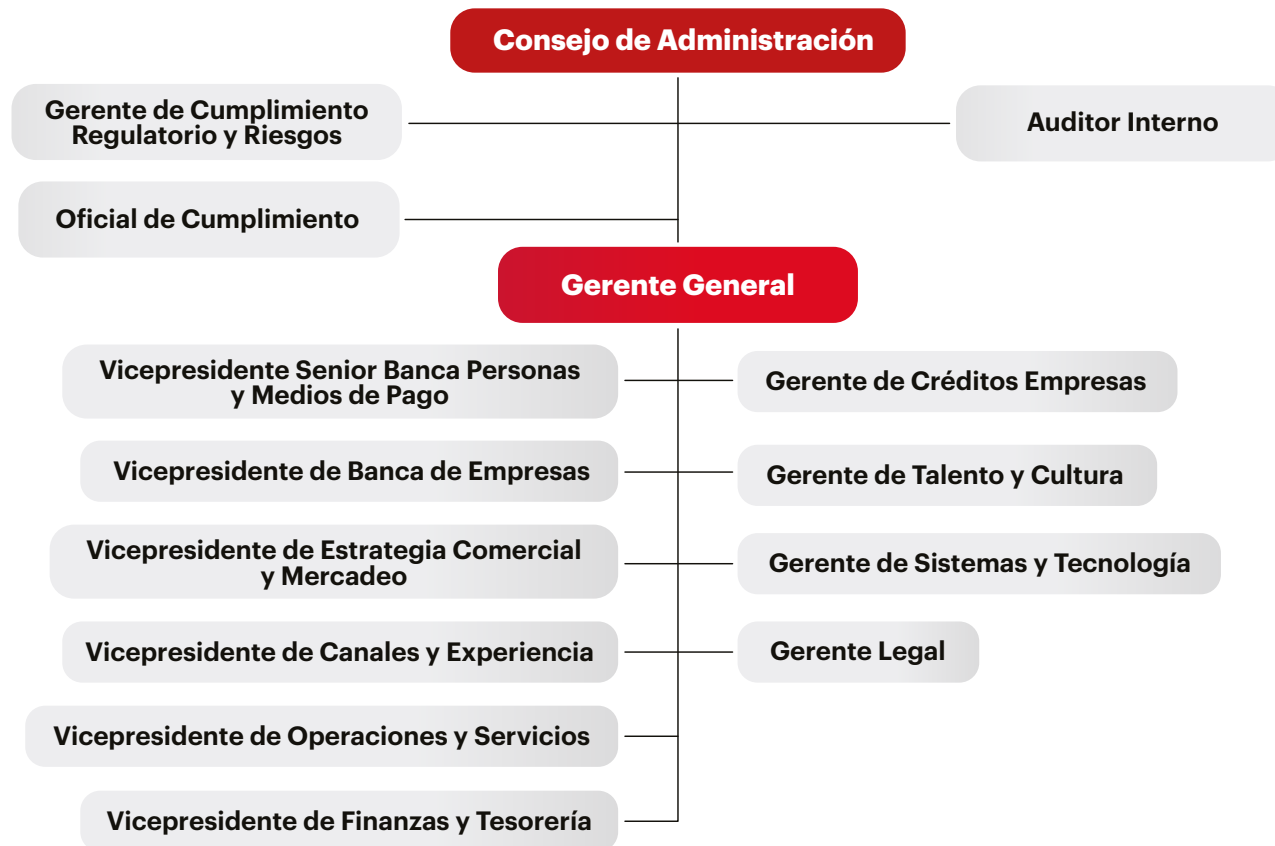 Consejo de Administración
Gerente de Cumplimiento
Regulatorio y Riesgos
Auditor Interno
Oficial de Cumplimiento
Gerente General
Vicepresidente Senior Banca Personas
y Medios de Pago
Gerente de Créditos Empresas
Vicepresidente de Banca de Empresas
Gerente de Talento y Cultura
Vicepresidente de Estrategia Comercial
y Mercadeo
Gerente de Sistemas y Tecnología
Vicepresidente de Canales y Experiencia
Gerente Legal
Vicepresidente de Operaciones y Servicios
Vicepresidente de Finanzas y Tesorería